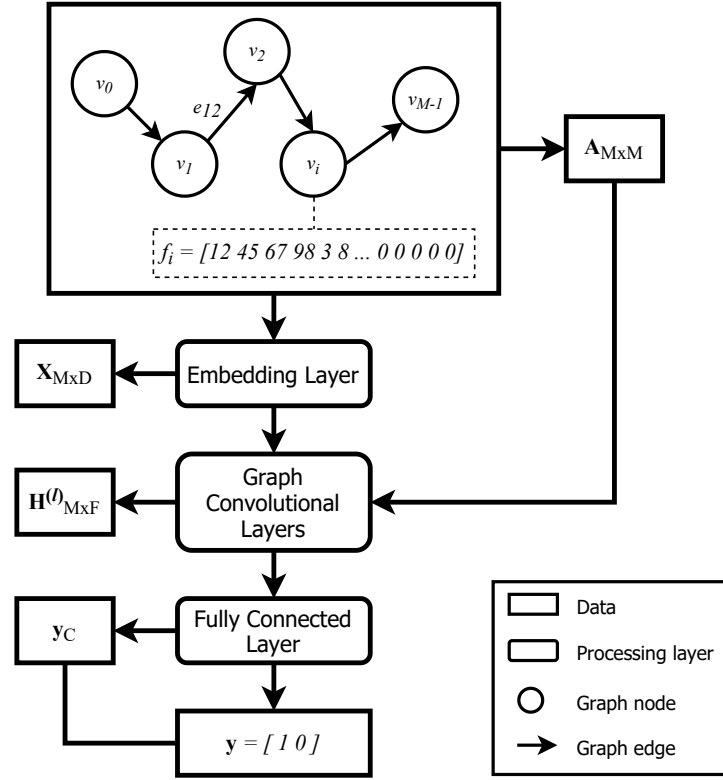 v0
v2
vM-1
e12
v1
vi
AMxM
fi = [12 45 67 98 3 8 ... 0 0 0 0 0]
XMxD
Embedding Layer
H(l)MxF
Graph
Convolutional
Layers
yC
Fully Connected
Layer
y = [ 1 0 ]
Data
Processing layer
Graph node
Graph edge